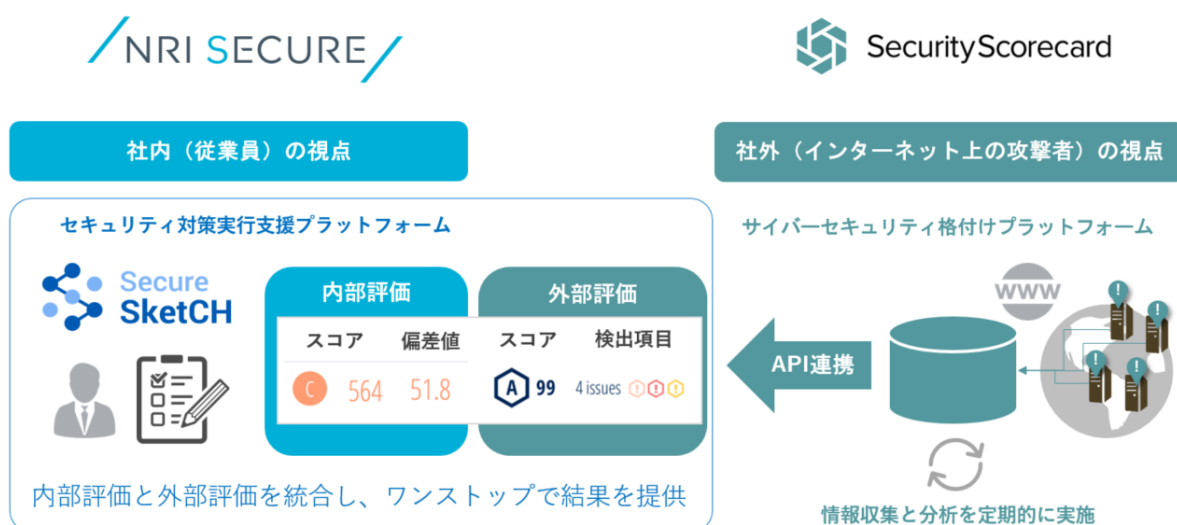 NRI SECURE
SecurityScorecard
社内（従業員）の視点
社外（インターネット上の攻撃者）の視点
セキュリティ対策実行支援プラットフォーム
サイバーセキュリティ格付けプラットフォーム
Secure
SketCH
内部評価
外部評価
スコア 偏差値 スコア 検出項目
C 564 51.8 A 99 4 issues
API連携
WWW
! ! ! !
内部評価と外部評価を統合し、ワンストップで結果を提供
情報収集と分析を定期的に実施